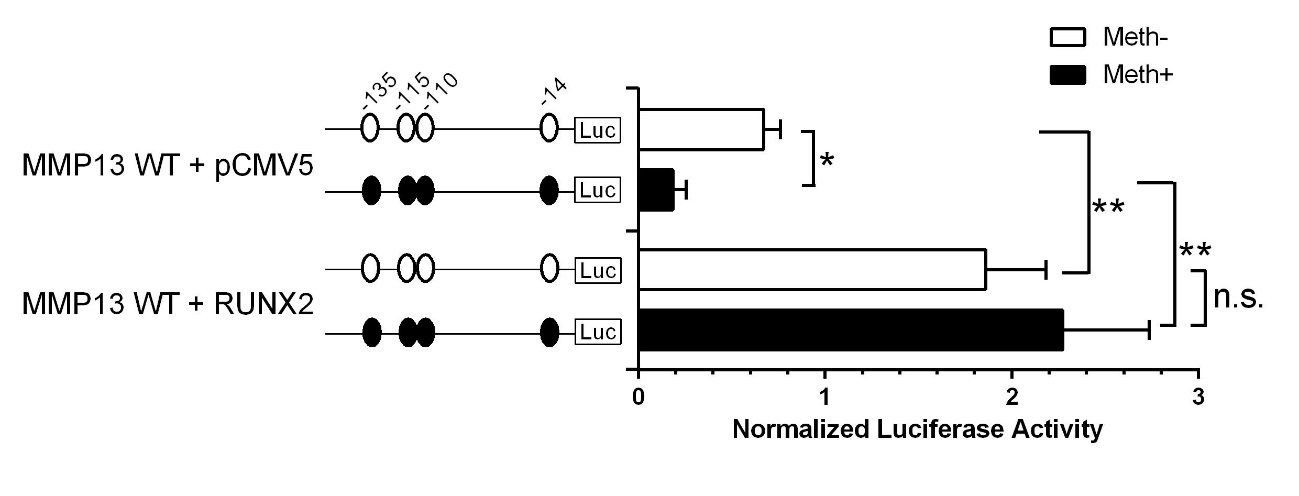 Meth-
Meth+
-135 -115 -110 -14
Luc
MMP13 WT + pCMV5
*
Luc
**
**
Luc
MMP13 WT + RUNX2
n.s.
Luc
0 1 2 3
Normalized Luciferase Activity